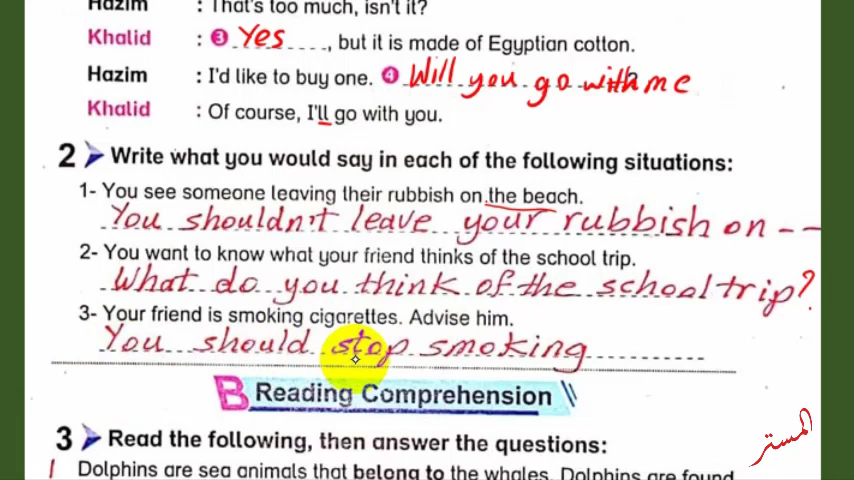 Hazim : That's too much, isn't it?
Khalid : ❸ Yes ...., but it is made of Egyptian cotton.
Hazim : I'd like to buy one. ❹ Will you go with me
Khalid : Of course, I'll go with you.
2 Write what you would say in each of the following situations:
1- You see someone leaving their rubbish on the beach.
You shouldn't leave your rubbish on --
2- You want to know what your friend thinks of the school trip.
What do you think of the school trip?
3- Your friend is smoking cigarettes. Advise him.
You should stop smoking
B Reading Comprehension
3 Read the following, then answer the questions:
1 Dolphins are sea animals that belong to the whales. Dolphins are found
المستر